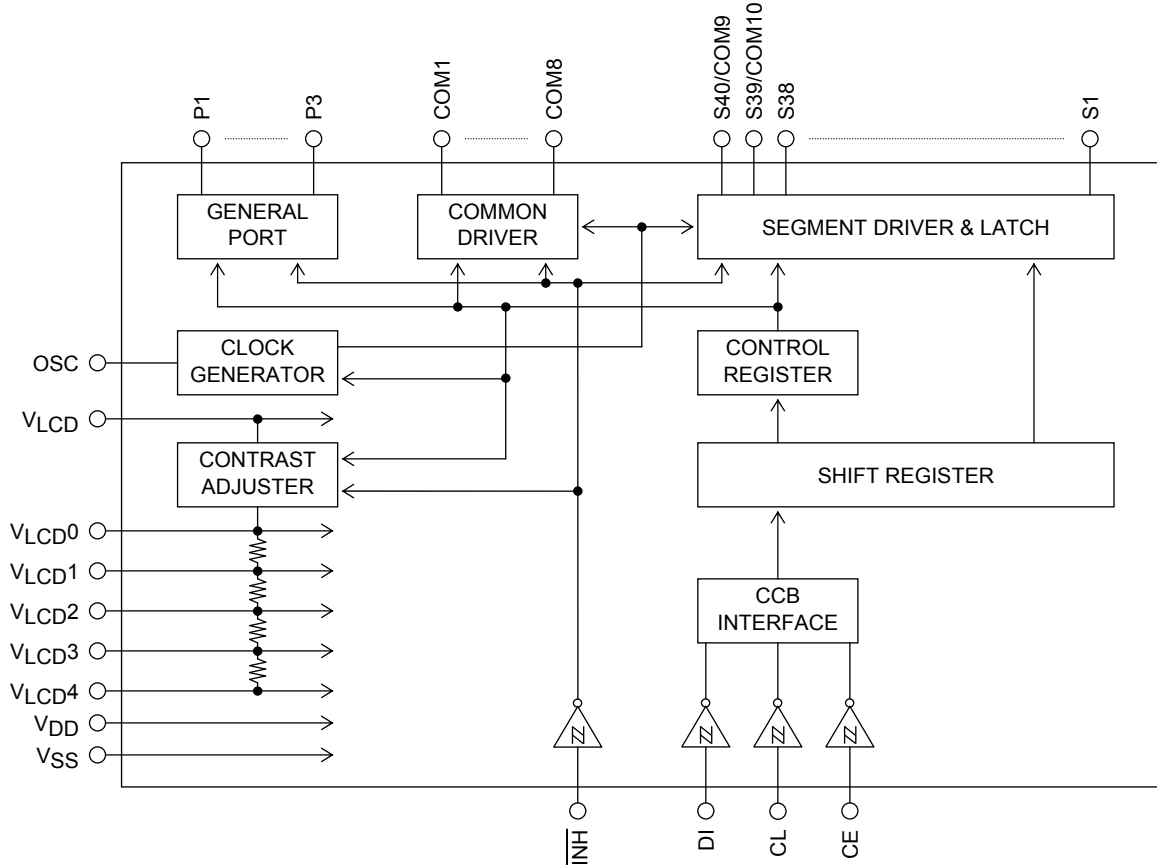 P1
P3
COM1
COM8
S40/COM9
S39/COM10
S38
S1
GENERAL
PORT
COMMON
DRIVER
SEGMENT DRIVER & LATCH
OSC
CLOCK
GENERATOR
CONTROL
REGISTER
VLCD
CONTRAST
ADJUSTER
SHIFT REGISTER
VLCD0
VLCD1
VLCD2
VLCD3
VLCD4
VDD
VSS
CCB
INTERFACE
INH
DI
CL
CE